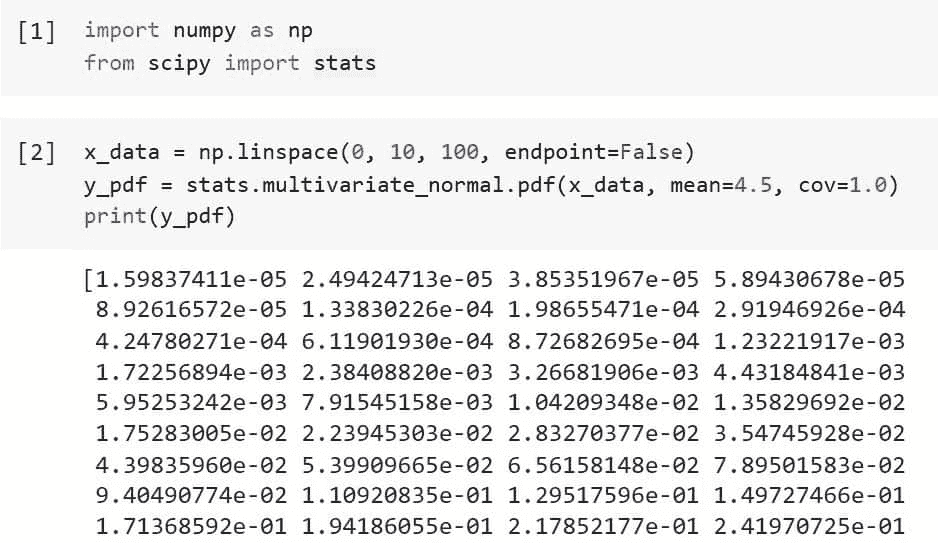 [1] import numpy as np
from scipy import stats
[2] x_data = np.linspace(0, 10, 100, endpoint=False)
y_pdf = stats.multivariate_normal.pdf(x_data, mean=4.5, cov=1.0)
print(y_pdf)
[1.59837411e-05 2.49424713e-05 3.85351967e-05 5.89430678e-05
8.92616572e-05 1.33830226e-04 1.98655471e-04 2.91946926e-04
4.24780271e-04 6.11901930e-04 8.72682695e-04 1.23221917e-03
1.72256894e-03 2.38408820e-03 3.26681906e-03 4.43184841e-03
5.95253242e-03 7.91545158e-03 1.04209348e-02 1.35829692e-02
1.75283005e-02 2.23945303e-02 2.83270377e-02 3.54745928e-02
4.39835960e-02 5.39909665e-02 6.56158148e-02 7.89501583e-02
9.40490774e-02 1.10920835e-01 1.29517596e-01 1.49727466e-01
1.71368592e-01 1.94186055e-01 2.17852177e-01 2.41970725e-01